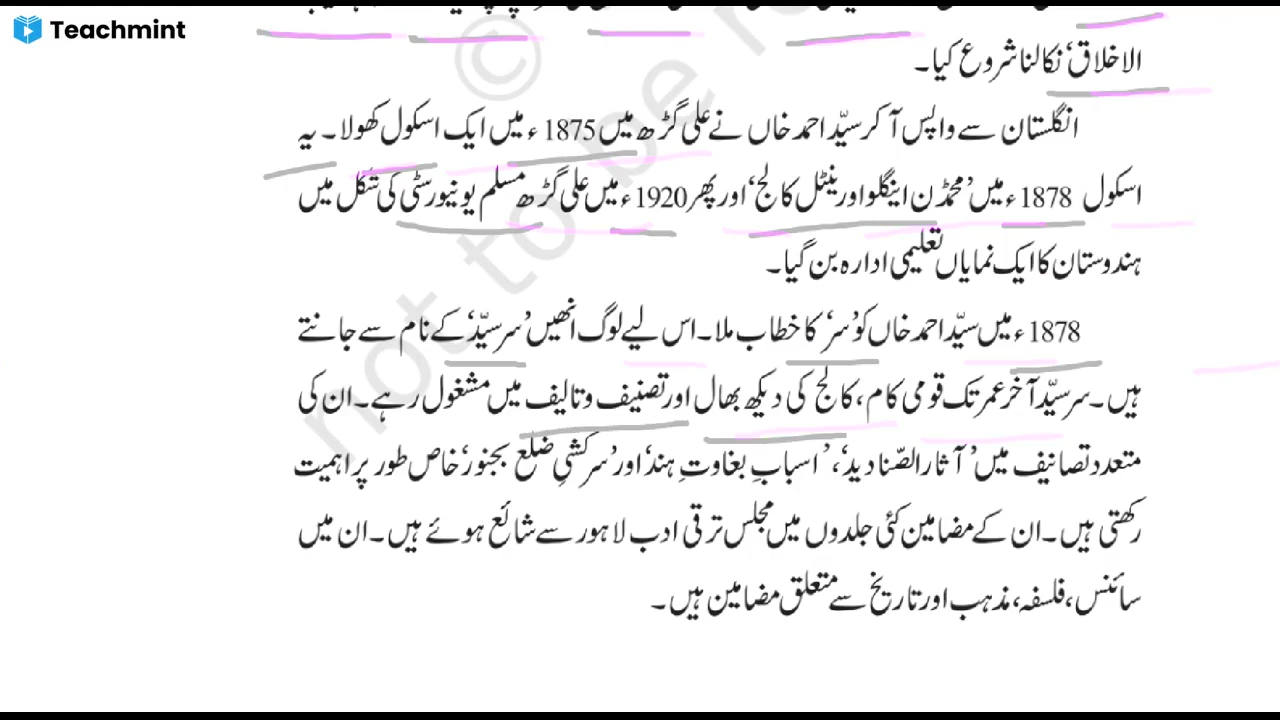 Teachmint
الاخلاق‘ نکالنا شروع کیا۔
انگلستان سے واپس آ کر سیّد احمد خاں نے علی گڑھ میں 1875ء میں ایک اسکول کھولا۔ یہ
اسکول 1878ء میں ’محمڈن اینگلو اورینٹل کالج‘ اور پھر 1920ء میں علی گڑھ مسلم یونیورسٹی کی شکل میں
ہندوستان کا ایک نمایاں تعلیمی ادارہ بن گیا۔
1878ء میں سیّد احمد خاں کو ’سر‘ کا خطاب ملا۔ اس لیے لوگ انھیں ’سر سیّد‘ کے نام سے جانتے
ہیں۔ سر سیّد آخر عمر تک قومی کام، کالج کی دیکھ بھال اور تصنیف و تالیف میں مشغول رہے۔ ان کی
متعدد تصانیف میں ’آثار الصّنادید‘، ’اسبابِ بغاوتِ ہند‘ اور ’سرکشیِ ضلع بجنور‘ خاص طور پر اہمیت
رکھتی ہیں۔ ان کے مضامین کئی جلدوں میں مجلس ترقی ادب لاہور سے شائع ہوئے ہیں۔ ان میں
سائنس، فلسفہ، مذہب اور تاریخ سے متعلق مضامین ہیں۔
© not to be r